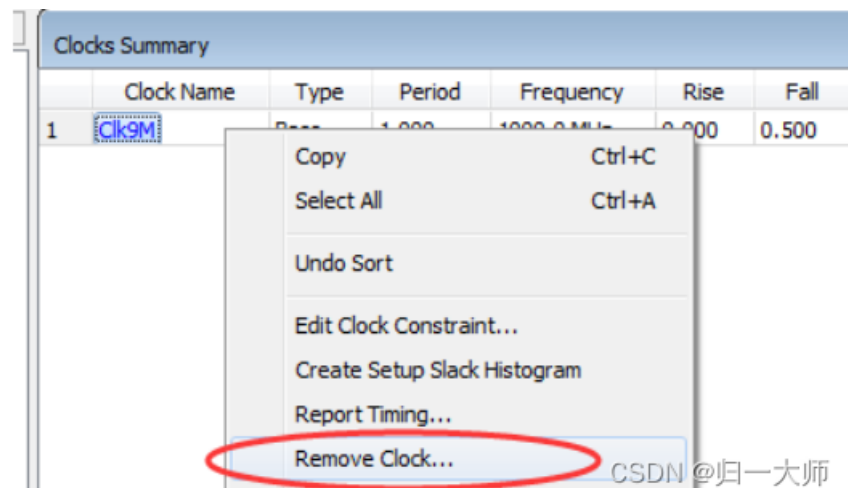 Clocks Summary
Clock Name Type Period Frequency Rise Fall
1 Clk9M 0.500
Copy Ctrl+C
Select All Ctrl+A
Undo Sort
Edit Clock Constraint...
Create Setup Slack Histogram
Report Timing...
Remove Clock...
CSDN @归一大师